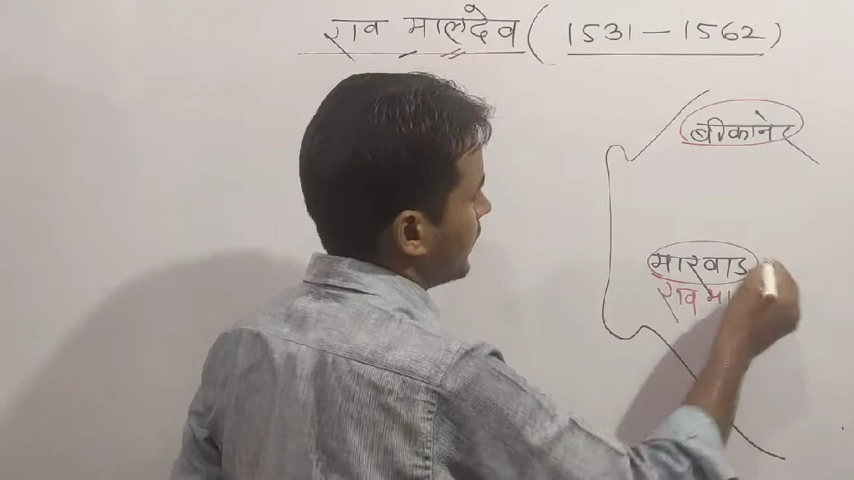 राव मालदेव (1531-1562)
बीकानेर
मारवाड
राव मा